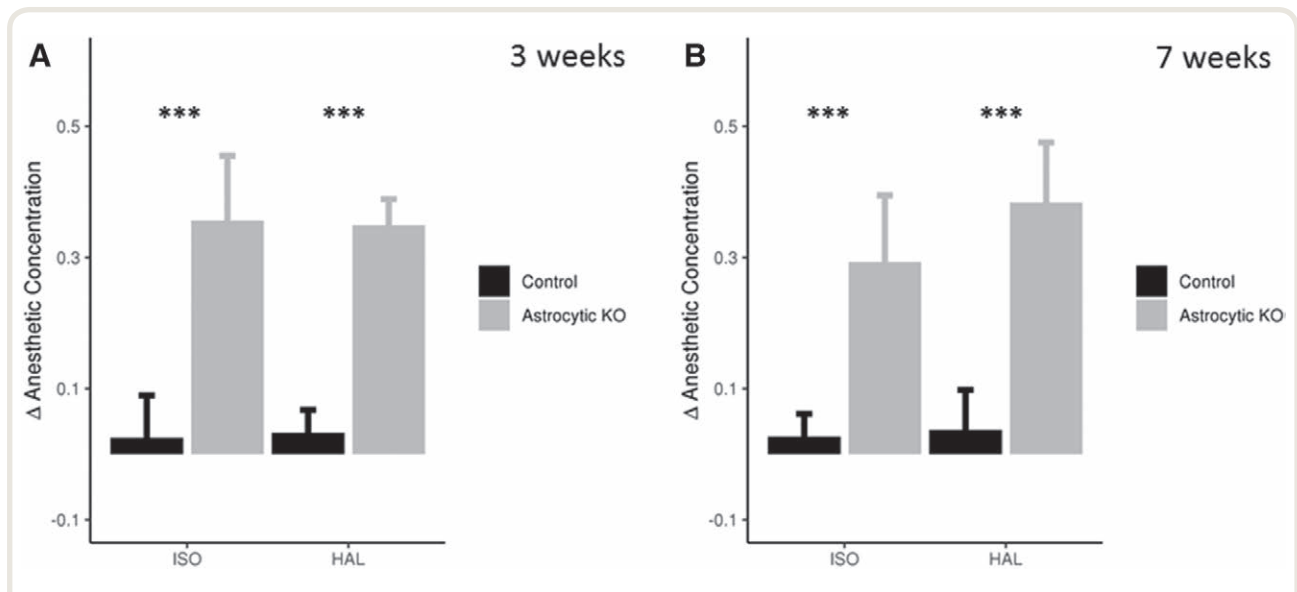 A
3 weeks
*** ***
0.5
0.3
0.1
-0.1
Δ Anesthetic Concentration
ISO HAL
Control
Astrocytic KO
B
7 weeks
*** ***
0.5
0.3
0.1
-0.1
Δ Anesthetic Concentration
ISO HAL
Control
Astrocytic KO